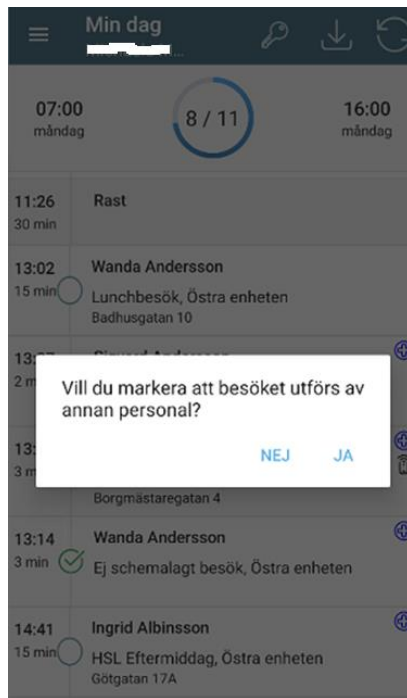 Min dag
07:00
måndag
8 / 11
16:00
måndag
11:26
Rast
30 min
13:02
Wanda Andersson
15 min
Lunchbesök, Östra enheten
Badhusgatan 10
Vill du markera att besöket utförs av
annan personal?
NEJ JA
Borgmästaregatan 4
13:14
Wanda Andersson
3 min
Ej schemalagt besök, Östra enheten
14:41
Ingrid Albinsson
15 min
HSL Eftermiddag, Östra enheten
Götgatan 17A